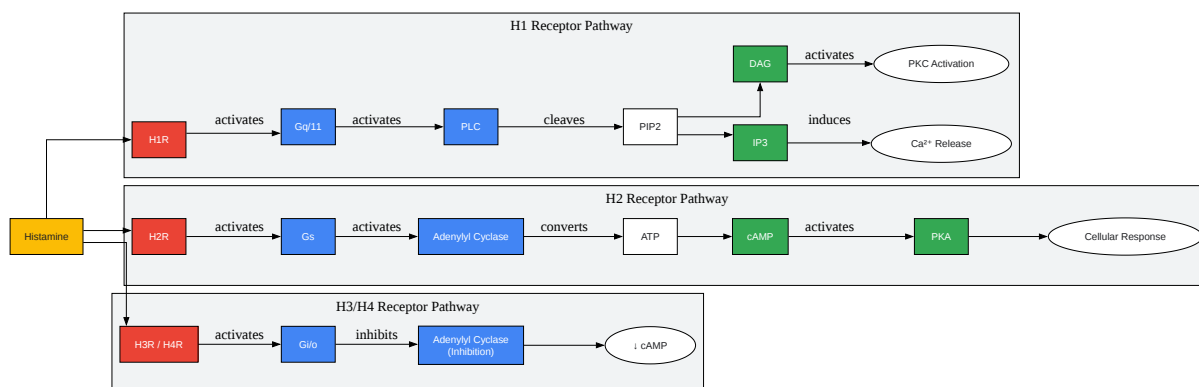 H1 Receptor Pathway
DAG
activates
PKC Activation
H1R
activates
Gq/11
activates
PLC
cleaves
PIP2
IP3
induces
Ca²⁺ Release
Histamine
H2 Receptor Pathway
H2R
activates
Gs
activates
Adenylyl Cyclase
converts
ATP
cAMP
activates
PKA
Cellular Response
H3/H4 Receptor Pathway
H3R / H4R
activates
Gi/o
inhibits
Adenylyl Cyclase
(Inhibition)
↓ cAMP